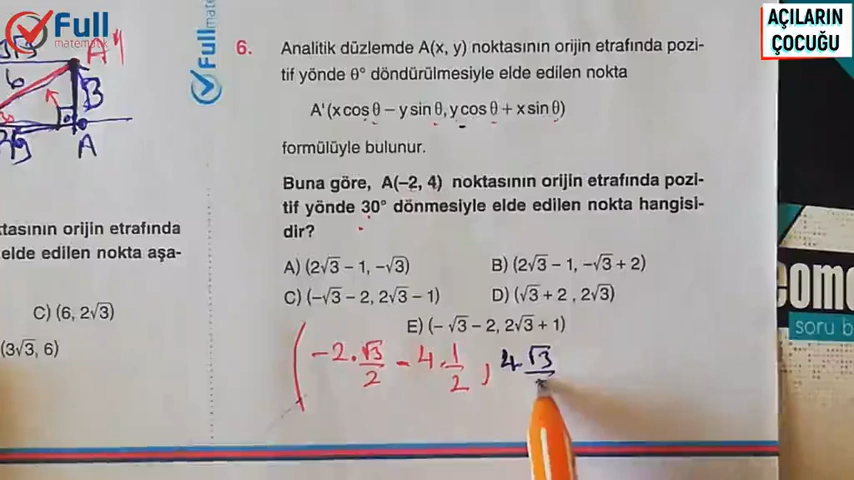 Full
matematik
AÇILARIN
ÇOCUĞU
Full
6
A
6. Analitik düzlemde A(x, y) noktasının orijin etrafında pozi-
tif yönde θ° döndürülmesiyle elde edilen nokta
A'(x cos θ – y sin θ, y cos θ + x sin θ)
formülüyle bulunur.
Buna göre, A(–2, 4) noktasının orijin etrafında pozi-
tif yönde 30° dönmesiyle elde edilen nokta hangisi-
dir?
A) (2√3 – 1, –√3)
B) (2√3 – 1, –√3 + 2)
C) (–√3 – 2, 2√3 – 1)
D) (√3 + 2 , 2√3)
E) (– √3 – 2, 2√3 + 1)
(–2 . √3/2 – 4 . 1/2 , 4 √3/
ktasının orijin etrafında
elde edilen nokta aşa-
C) (6, 2√3)
(3√3, 6)
soru b